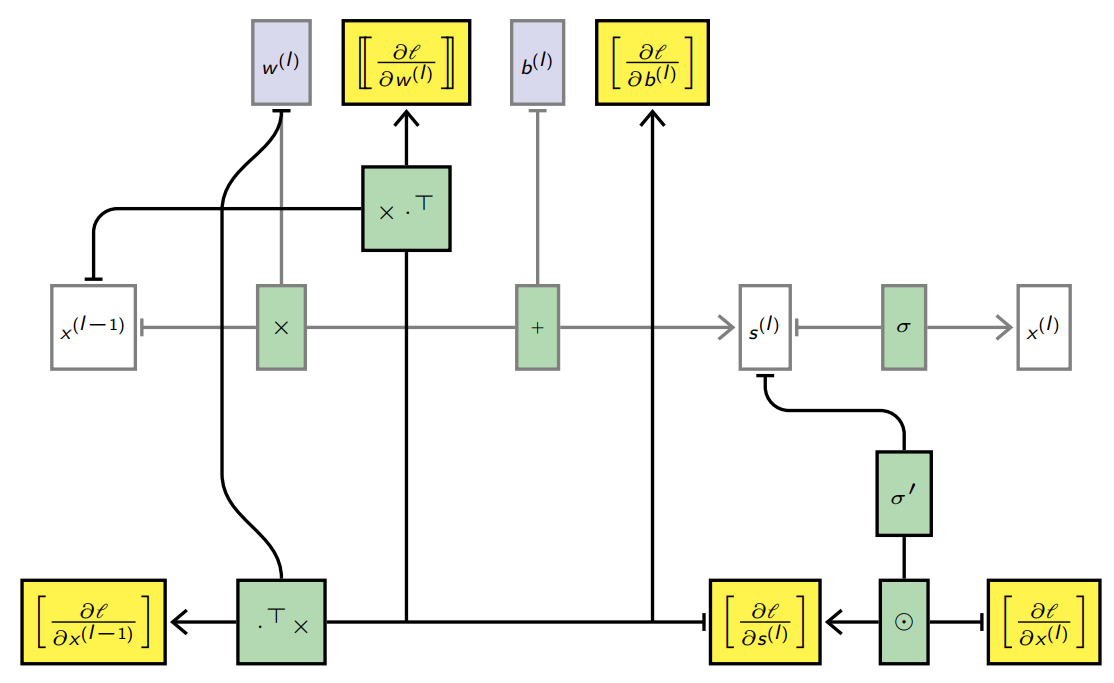 w^(l) [[ ∂ℓ/∂w^(l) ]] b^(l) [ ∂ℓ/∂b^(l) ]
× ·^⊤
x^(l−1) × + s^(l) σ x^(l)
σ′
[ ∂ℓ/∂x^(l−1) ] ·^⊤ × [ ∂ℓ/∂s^(l) ] ⊙ [ ∂ℓ/∂x^(l) ]